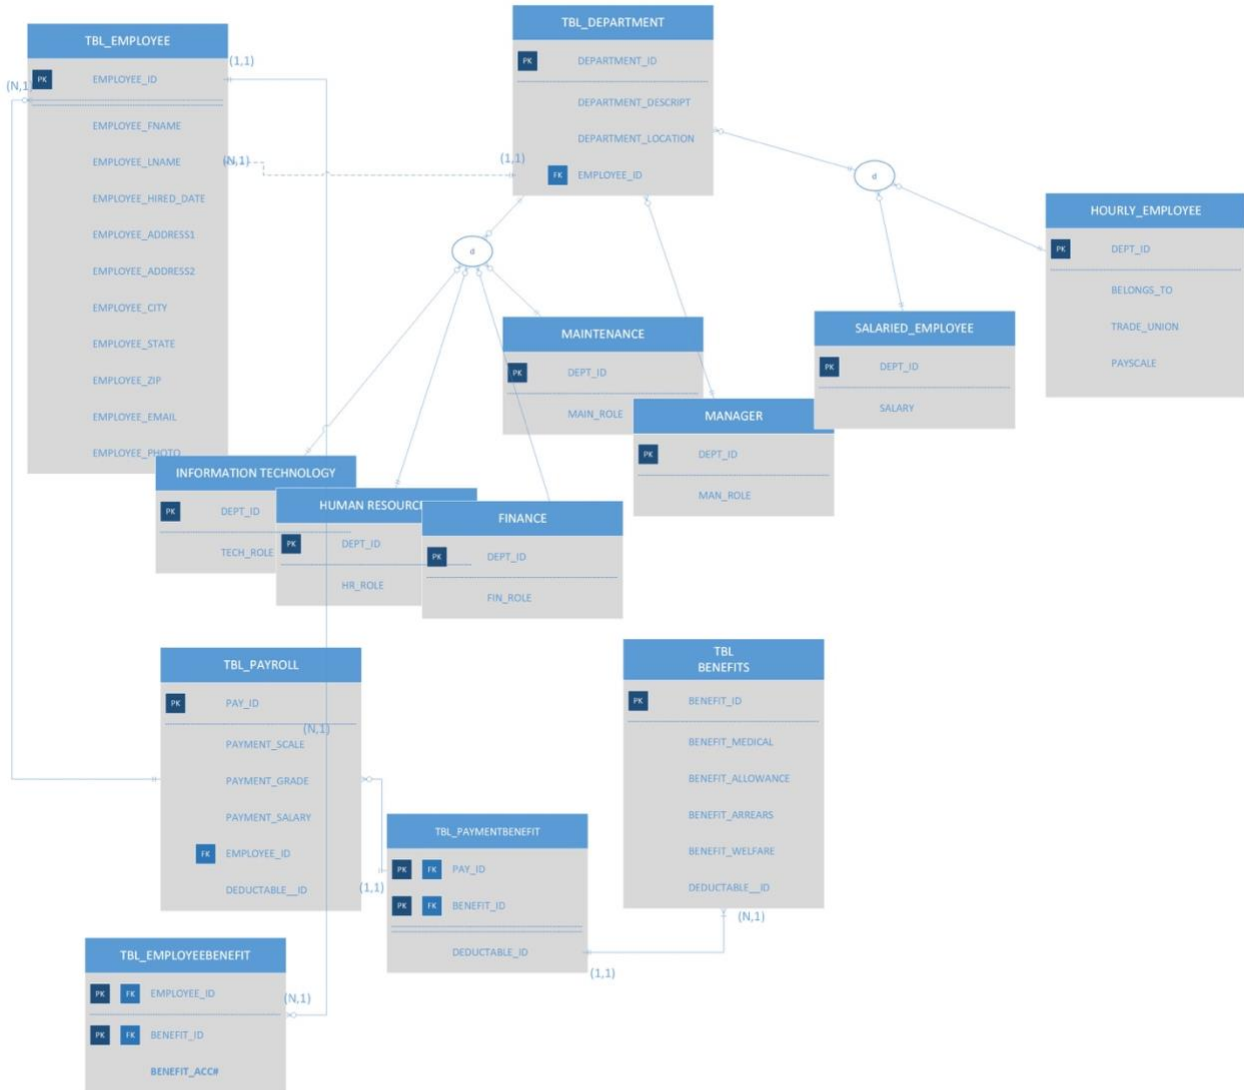 TBL_EMPLOYEE
PK EMPLOYEE_ID
EMPLOYEE_FNAME
EMPLOYEE_LNAME
EMPLOYEE_HIRED_DATE
EMPLOYEE_ADDRESS1
EMPLOYEE_ADDRESS2
EMPLOYEE_CITY
EMPLOYEE_STATE
EMPLOYEE_ZIP
EMPLOYEE_EMAIL
EMPLOYEE_PHOTO
(N,1)
(1,1)
(N,1)
(1,1)
TBL_DEPARTMENT
PK DEPARTMENT_ID
DEPARTMENT_DESCRIPT
DEPARTMENT_LOCATION
FK EMPLOYEE_ID
d
d
HOURLY_EMPLOYEE
PK DEPT_ID
BELONGS_TO
TRADE_UNION
PAYSCALE
SALARIED_EMPLOYEE
PK DEPT_ID
SALARY
MAINTENANCE
PK DEPT_ID
MAIN_ROLE
MANAGER
PK DEPT_ID
MAN_ROLE
INFORMATION TECHNOLOGY
PK DEPT_ID
TECH_ROLE
HUMAN RESOURC
PK DEPT_ID
HR_ROLE
FINANCE
PK DEPT_ID
FIN_ROLE
TBL_PAYROLL
PK PAY_ID
(N,1)
PAYMENT_SCALE
PAYMENT_GRADE
PAYMENT_SALARY
FK EMPLOYEE_ID
DEDUCTABLE__ID
(1,1)
TBL_PAYMENTBENEFIT
PK FK PAY_ID
PK FK BENEFIT_ID
DEDUCTABLE_ID
(1,1)
TBL
BENEFITS
PK BENEFIT_ID
BENEFIT_MEDICAL
BENEFIT_ALLOWANCE
BENEFIT_ARREARS
BENEFIT_WELFARE
DEDUCTABLE__ID
(N,1)
TBL_EMPLOYEEBENEFIT
PK FK EMPLOYEE_ID
(N,1)
PK FK BENEFIT_ID
BENEFIT_ACC#